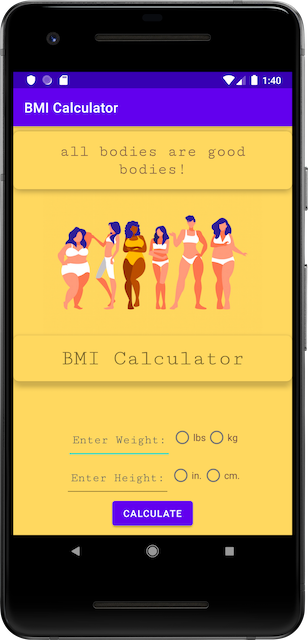 1:40
BMI Calculator
all bodies are good
bodies!
BMI Calculator
Enter Weight: lbs kg
Enter Height: in. cm.
CALCULATE